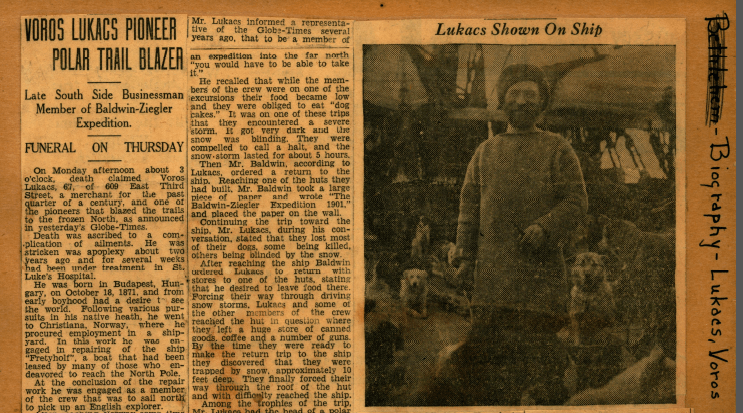 VOROS LUKACS PIONEER
POLAR TRAIL BLAZER
Late South Side Businessman
Member of Baldwin-Ziegler
Expedition.
FUNERAL ON THURSDAY
On Monday afternoon about 3
o'clock, death claimed Voros
Lukacs, 67, of 609 East Third
Street, a merchant for the past
quarter of a century, and one of
the pioneers that blazed the trails
to the frozen North, as announced
in yesterday's Globe-Times.
Death was ascribed to a com-
plication of ailments. He was
stricken was apoplexy about two
years ago and for several weeks
had been under treatment in St.
Luke's Hospital.
He was born in Budapest, Hun-
gary, on October 18, 1871, and from
early boyhood had a desire t see
the world. Following various pur-
suits in his native heath, he went
to Christiana, Norway, where he
procured employment in a ship-
yard. In this work he was en-
gaged in repairing of the ship
"Fretyholf", a boat that had been
leased by many of those who en-
deavored to reach the North Pole.
At the conclusion of the repair
work he was engaged as a member
of the crew that was to sail north
to pick up an English explorer.
Mr. Lukacs informed a representa-
tive of the Globe-Times several
years ago, that to be a member of
an expedition into the far north
"you would have to be able to take
it."
He recalled that while the mem-
bers of the crew were on one of the
excursions their food became low
and they were obliged to eat "dog
cakes." It was on one of these trips
that they encountered a severe
storm. It got very dark and the
snow was blinding. They were
compelled to call a halt, and the
snow storm lasted for about 5 hours.
Then Mr. Baldwin, according to
Lukacs, ordered a return to the
ship. Reaching one of the huts they
had built, Mr. Baldwin took a large
piece of paper and wrote "The
Baldwin-Ziegler Expedition 1901,"
and placed the paper on the wall.
Continuing the trip toward the
ship, Mr. Lukacs, during his con-
versation, stated that they lost most
of their dogs, some being killed,
others being blinded by the snow.
After reaching the ship Baldwin
ordered Lukacs to return with
stores to one of the huts, stating
that he desired to leave food there.
Forcing their way through driving
snow storms, Lukacs and some of
the other members of the crew
reached the hut in question where
they left a huge store of canned
goods, coffee and a number of guns.
By the time they were ready to
make the return trip to the ship
they discovered that they were
trapped by snow, approximately 10
feet deep. They finally forced their
way through the roof of the hut
and with difficulty reached the ship.
Among the trophies of the trip,
Mr. Lukacs had the head of a polar
Lukacs Shown On Ship
Bethlehem - Biography - Lukacs, Voros